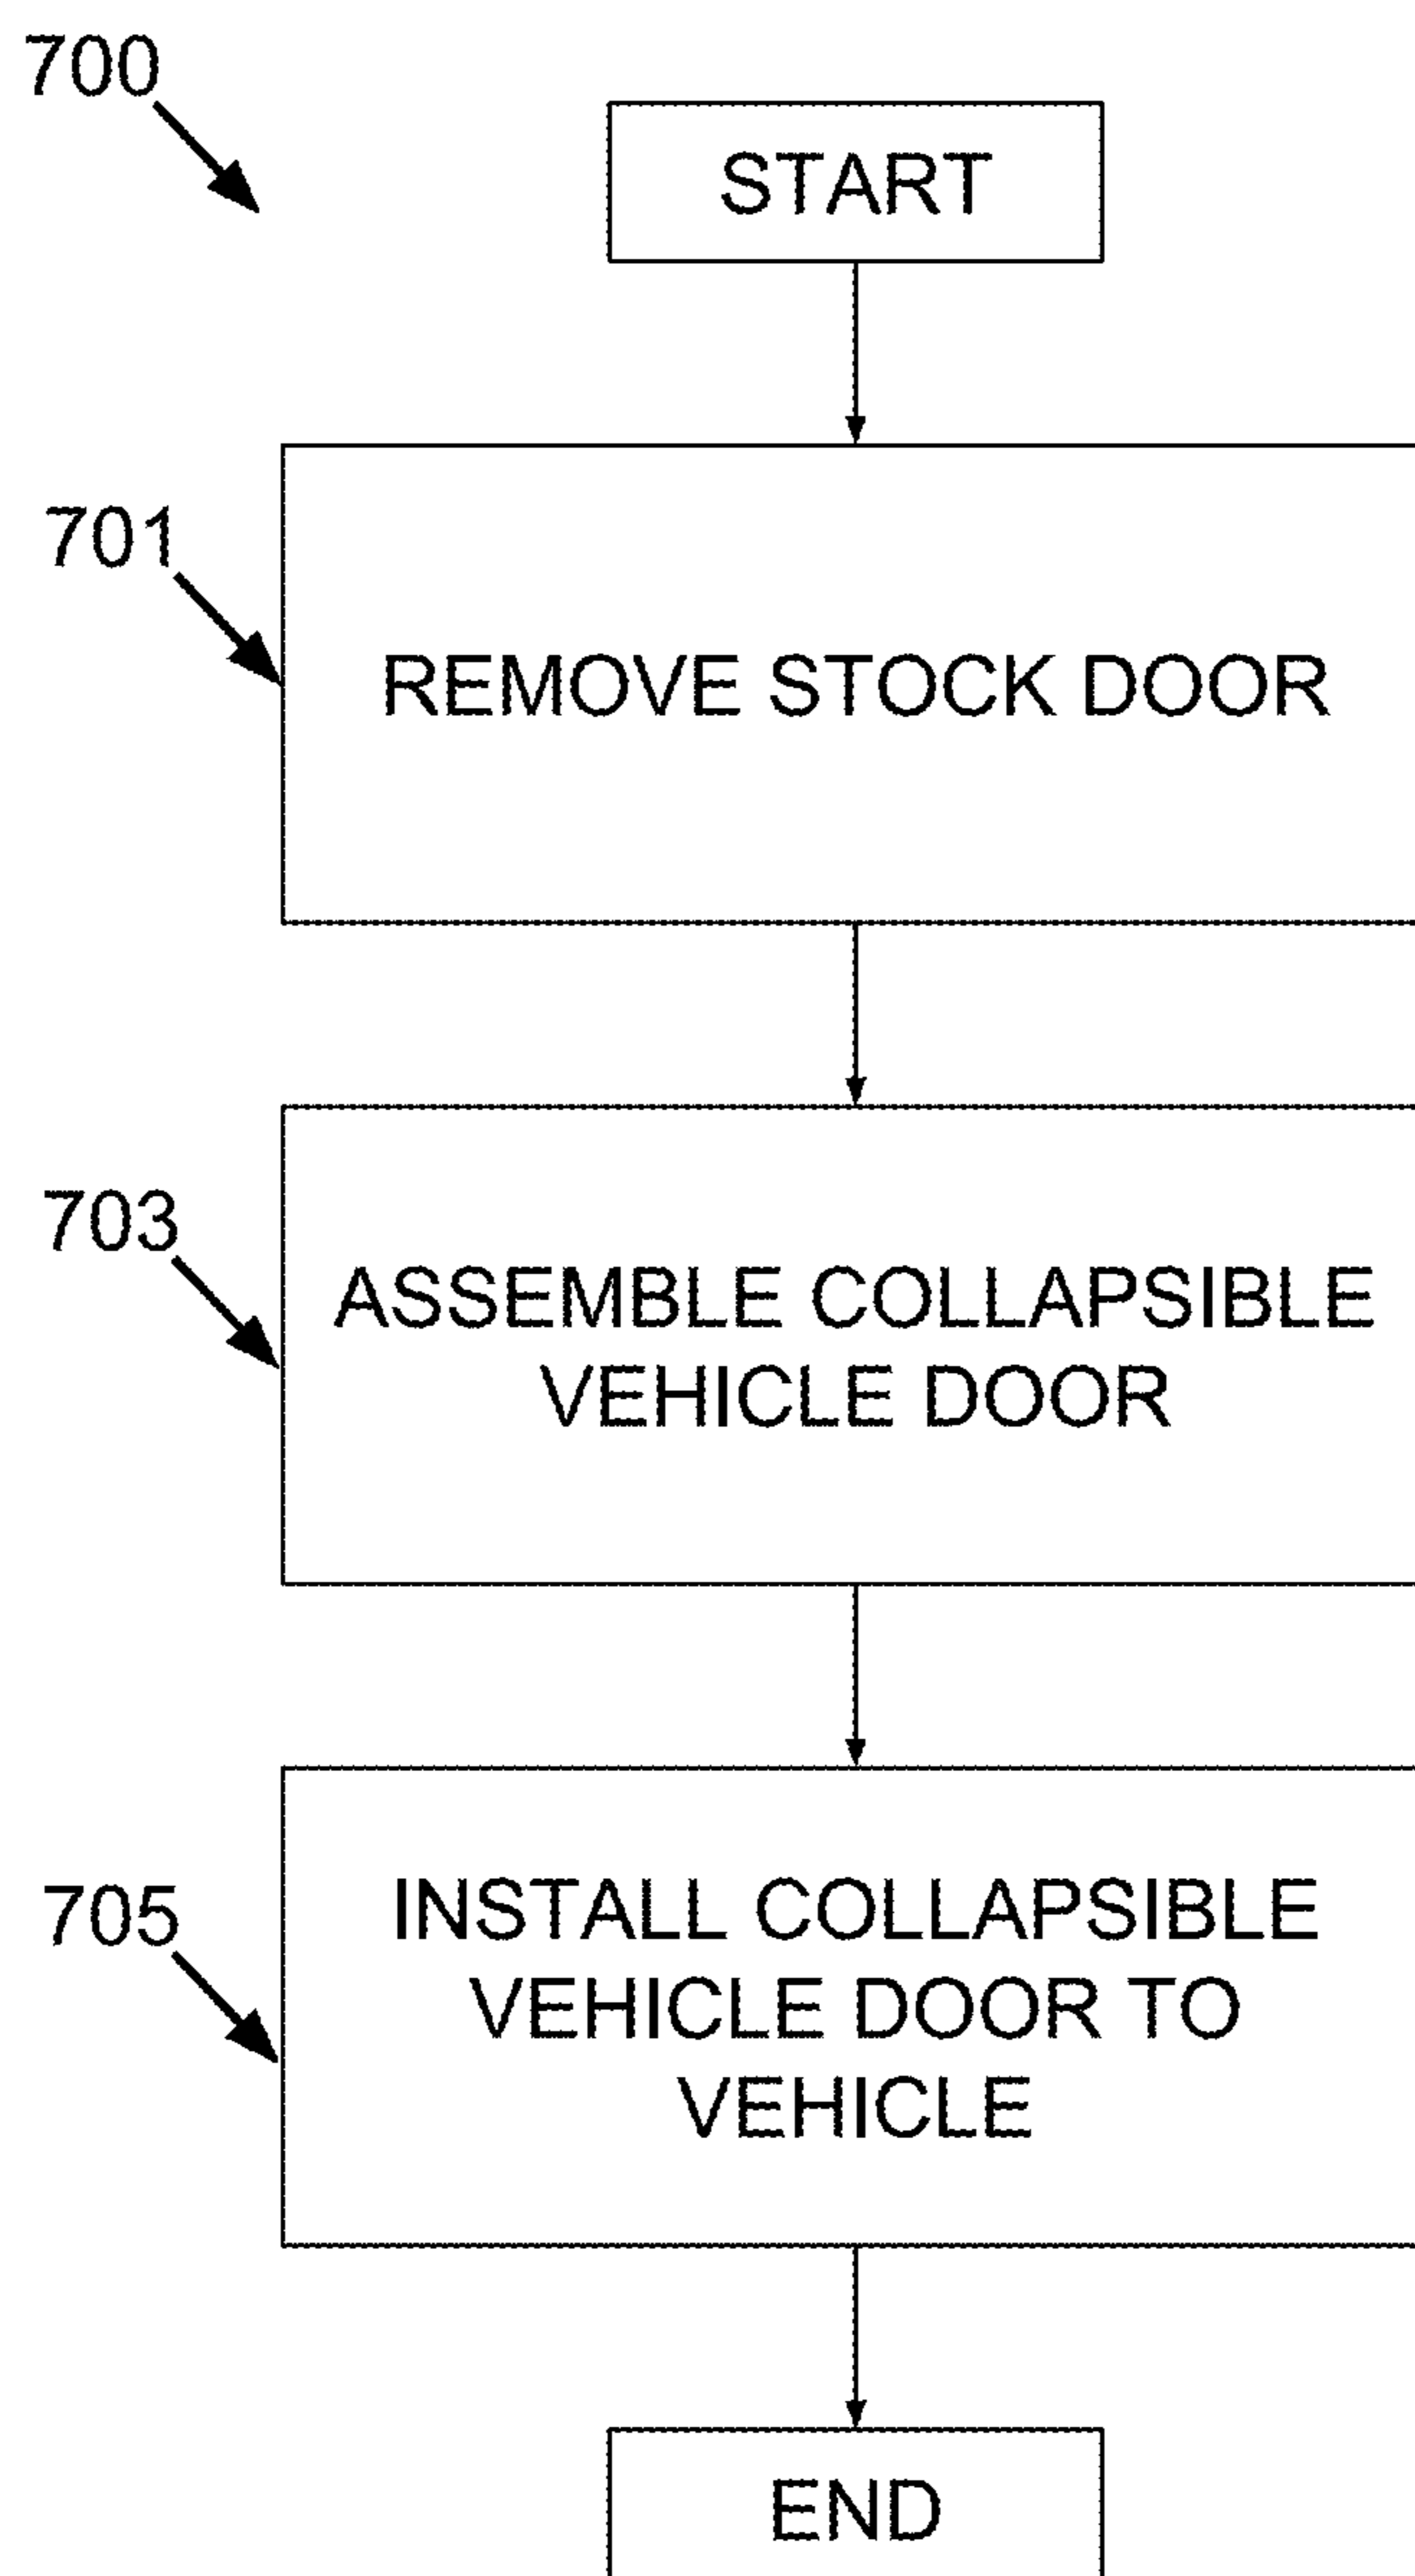 700
START
701
REMOVE STOCK DOOR
703
ASSEMBLE COLLAPSIBLE
VEHICLE DOOR
705
INSTALL COLLAPSIBLE
VEHICLE DOOR TO
VEHICLE
END